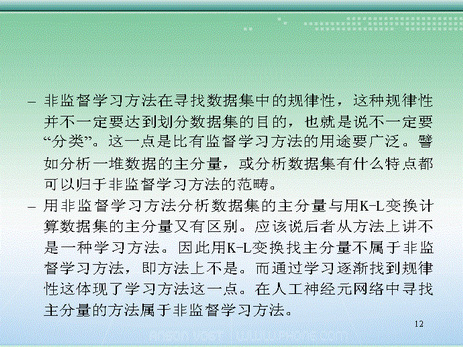 – 非监督学习方法在寻找数据集中的规律性，这种规律性
并不一定要达到划分数据集的目的，也就是说不一定要
“分类”。这一点是比有监督学习方法的用途要广泛。譬
如分析一堆数据的主分量，或分析数据集有什么特点都
可以归于非监督学习方法的范畴。
– 用非监督学习方法分析数据集的主分量与用K-L变换计
算数据集的主分量又有区别。应该说后者从方法上讲不
是一种学习方法。因此用K-L变换找主分量不属于非监
督学习方法，即方法上不是。而通过学习逐渐找到规律
性这体现了学习方法这一点。在人工神经元网络中寻找
主分量的方法属于非监督学习方法。
12